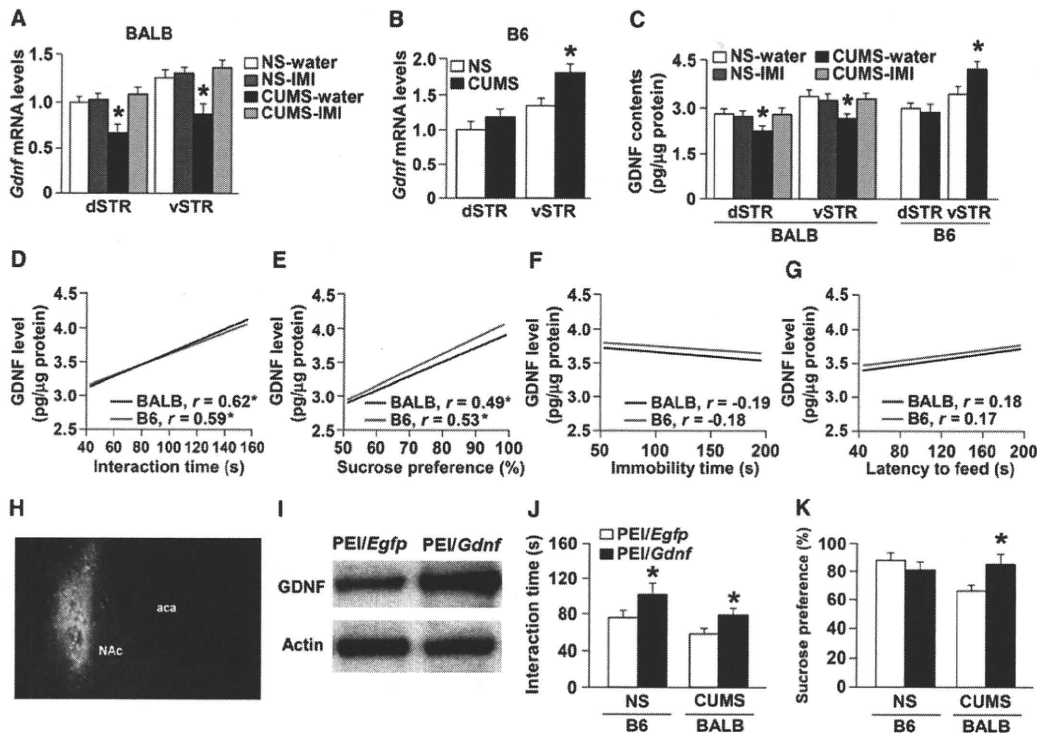 A
BALB
Gdnf mRNA levels
1.5
1.0
0.5
0
NS-water
NS-IMI
CUMS-water
CUMS-IMI
*
*
dSTR
vSTR
B
B6
Gdnf mRNA levels
2.0
1.5
1.0
0.5
0
NS
CUMS
*
dSTR
vSTR
C
GDNF contents
(pg/μg protein)
4.5
3.0
1.5
0
NS-water
NS-IMI
CUMS-water
CUMS-IMI
*
*
*
dSTR
vSTR
dSTR vSTR
BALB
B6
D
GDNF level
(pg/μg protein)
4.5
4.0
3.5
3.0
2.5
BALB, r = 0.62*
B6, r = 0.59*
40 60 80 100 120 140 160
Interaction time (s)
E
GDNF level
(pg/μg protein)
4.5
4.0
3.5
3.0
2.5
BALB, r = 0.49*
B6, r = 0.53*
50 60 70 80 90 100
Sucrose preference (%)
F
GDNF level
(pg/μg protein)
4.5
4.0
3.5
3.0
2.5
BALB, r = -0.19
B6, r = -0.18
50 100 150 200
Immobility time (s)
G
GDNF level
(pg/μg protein)
4.5
4.0
3.5
3.0
2.5
BALB, r = 0.18
B6, r = 0.17
40 80 120 160 200
Latency to feed (s)
H
aca
NAc
I
PEI/Egfp PEI/Gdnf
GDNF
Actin
J
Interaction time (s)
160
120
80
40
0
PEI/Egfp
PEI/Gdnf
*
*
NS
CUMS
B6
BALB
K
Sucrose preference (%)
100
80
60
40
20
0
*
NS
CUMS
B6
BALB